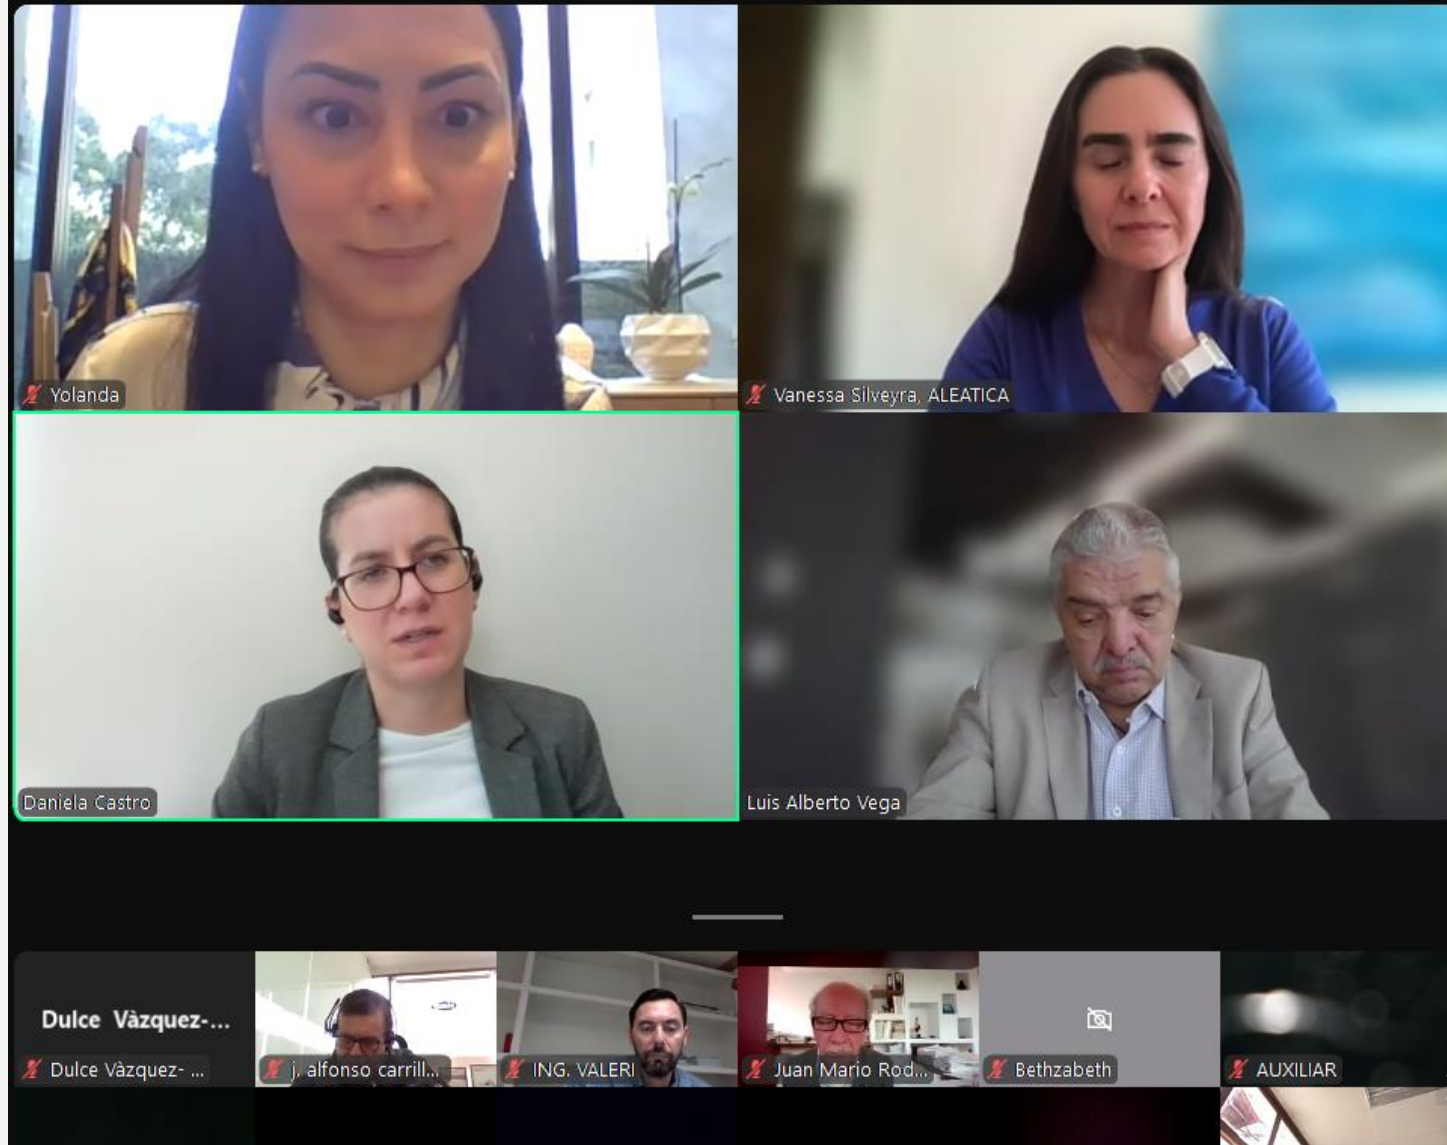 Yolanda
Vanessa Silveyra, ALEATICA
Daniela Castro
Luis Alberto Vega
Dulce Vàzquez-...
Dulce Vàzquez- ...
j. alfonso carrill...
ING. VALERI
Juan Mario Rod...
Bethzabeth
AUXILIAR